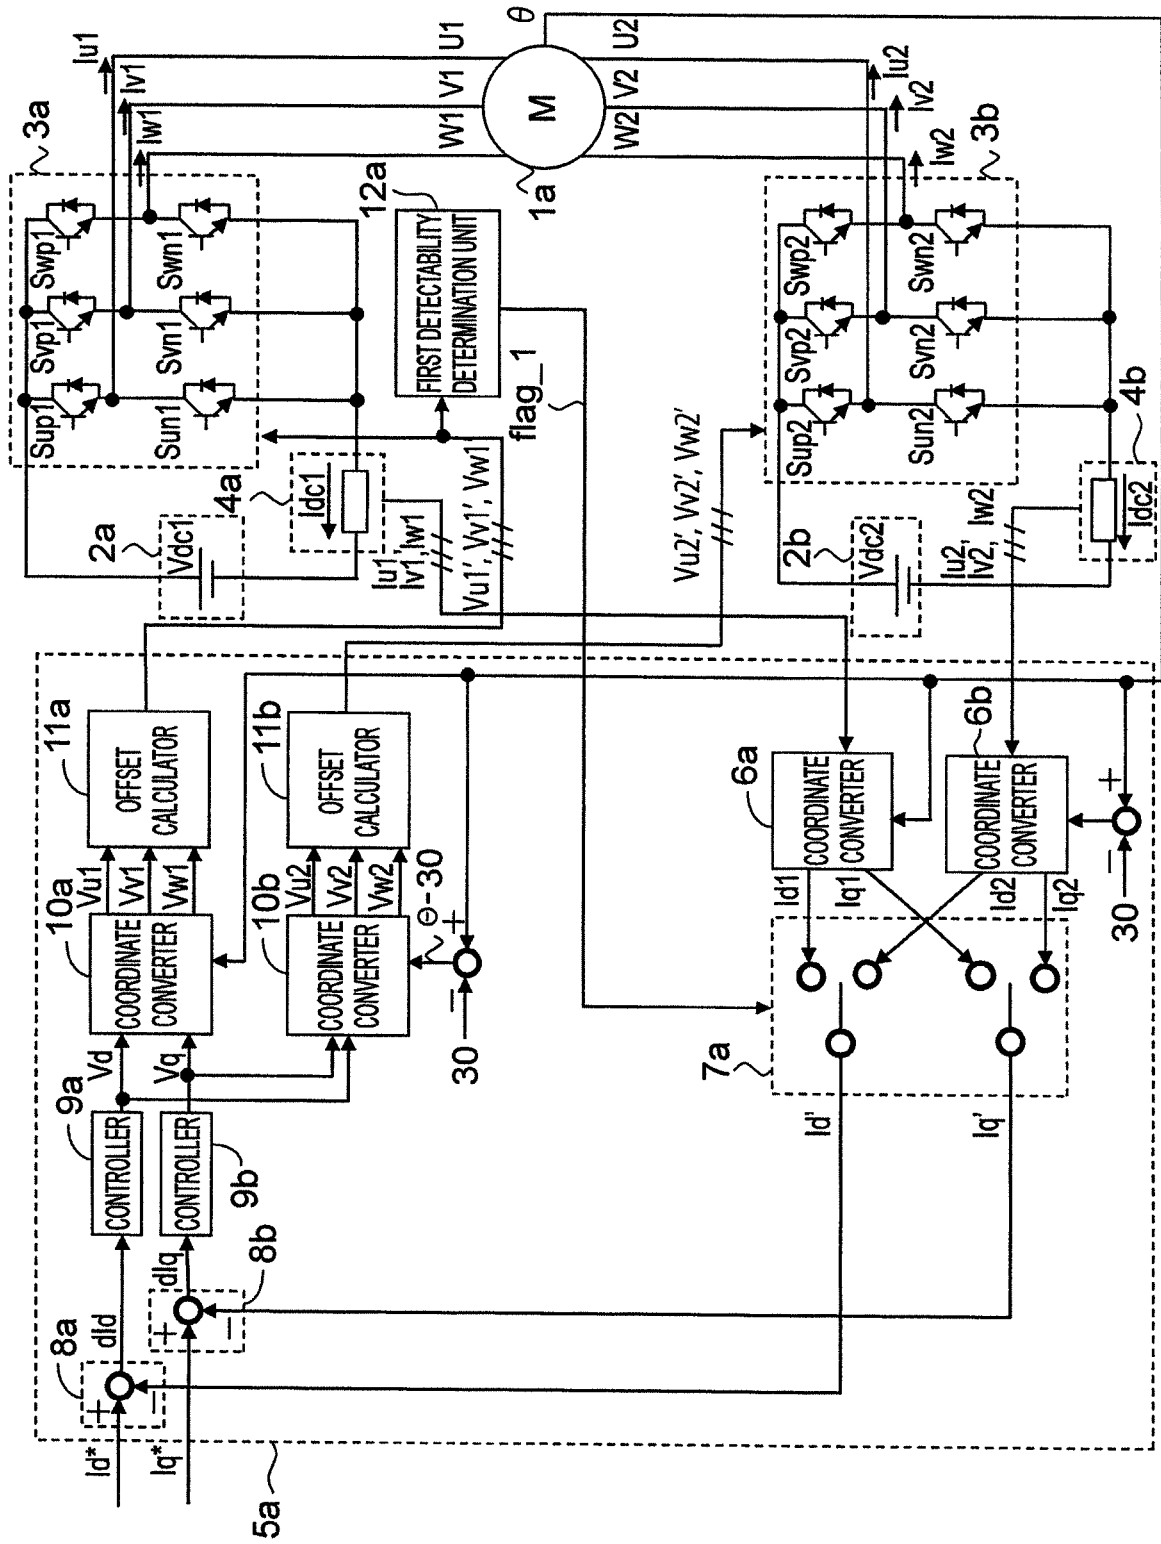 5a
Id*
Iq*
8a
+
−
dId
8b
+
−
dIq
9a
CONTROLLER
9b
CONTROLLER
Vd
Vq
10a
COORDINATE
CONVERTER
Vu1
Vv1
Vw1
11a
OFFSET
CALCULATOR
10b
COORDINATE
CONVERTER
Vu2
Vv2
Vw2
11b
OFFSET
CALCULATOR
Θ-30
+
−
30
7a
Id'
Iq'
6a
COORDINATE
CONVERTER
Id1
Iq1
6b
COORDINATE
CONVERTER
Id2
Iq2
+
−
30
2a
Vdc1
4a
Idc1
Iu1,
Iv1, Iw1
Vu1', Vv1', Vw1'
3a
Sup1
Svp1
Swp1
Sun1
Svn1
Swn1
Iu1
Iv1
Iw1
12a
FIRST DETECTABILITY
DETERMINATION UNIT
flag_1
U1
V1
W1
θ
M
1a
U2
V2
W2
Vu2', Vv2', Vw2'
2b
Vdc2
Iu2,
Iv2, Iw2
4b
Idc2
3b
Sup2
Svp2
Swp2
Sun2
Svn2
Swn2
Iu2
Iv2
Iw2